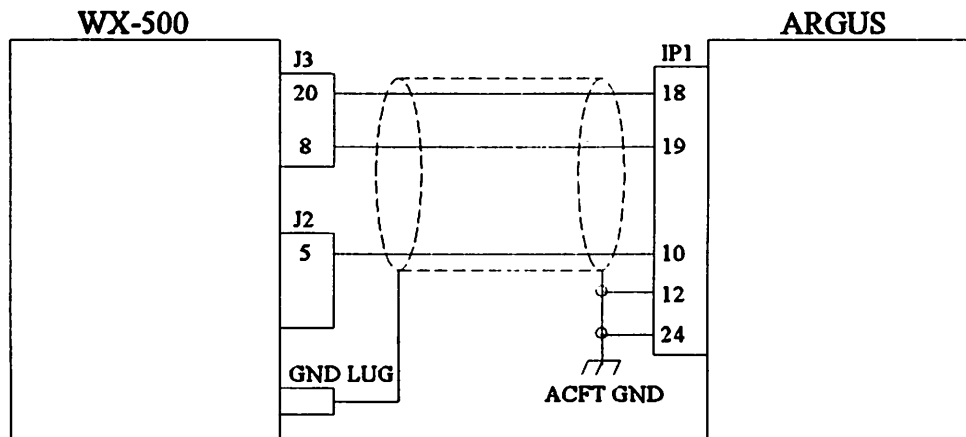 WX-500
ARGUS
J3
IP1
20
18
8
19
J2
5
10
12
24
GND LUG
ACFT GND